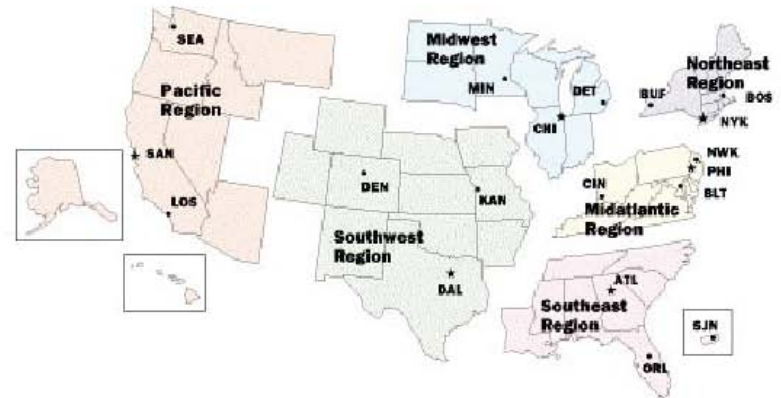 SEA
Midwest
Region
Northeast
Region
Pacific
Region
MIN
DET
BUF
BOS
NYK
CHI
SAN
NWK
PHI
DEN
CIN
BLT
KAN
LOS
Midatlantic
Region
Southwest
Region
DAL
ATL
Southeast
Region
SJN
ORL